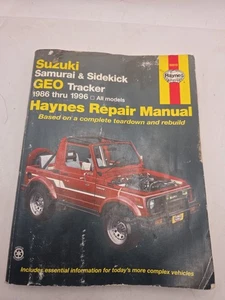 Suzuki
Samurai & Sidekick
GEO Tracker
1986 thru 1996 □ All models
Haynes Repair Manual
Based on a complete teardown and rebuild
Haynes
Includes essential information for today's more complex vehicles